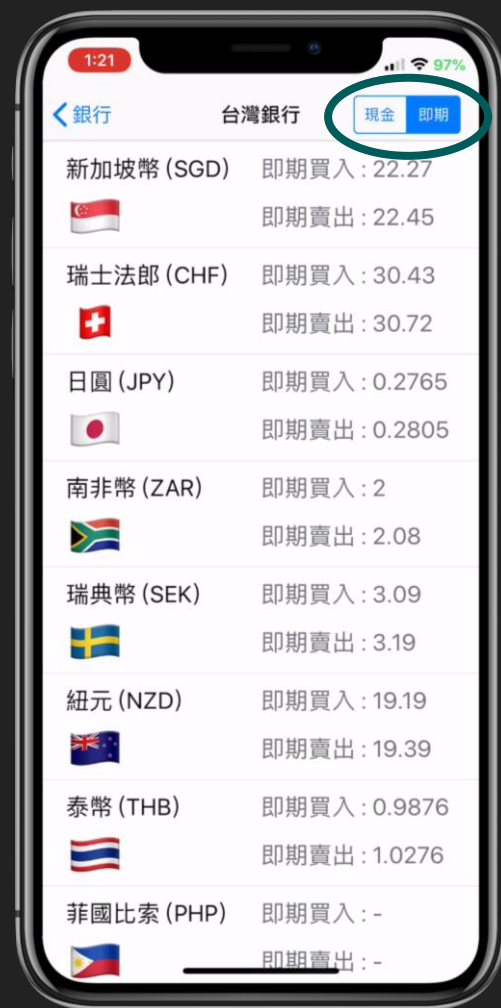 1:21 97%
銀行 台灣銀行 現金 即期
新加坡幣 (SGD) 即期買入 : 22.27
即期賣出 : 22.45
瑞士法郎 (CHF) 即期買入 : 30.43
即期賣出 : 30.72
日圓 (JPY) 即期買入 : 0.2765
即期賣出 : 0.2805
南非幣 (ZAR) 即期買入 : 2
即期賣出 : 2.08
瑞典幣 (SEK) 即期買入 : 3.09
即期賣出 : 3.19
紐元 (NZD) 即期買入 : 19.19
即期賣出 : 19.39
泰幣 (THB) 即期買入 : 0.9876
即期賣出 : 1.0276
菲國比索 (PHP) 即期買入 : -
即期賣出 : -